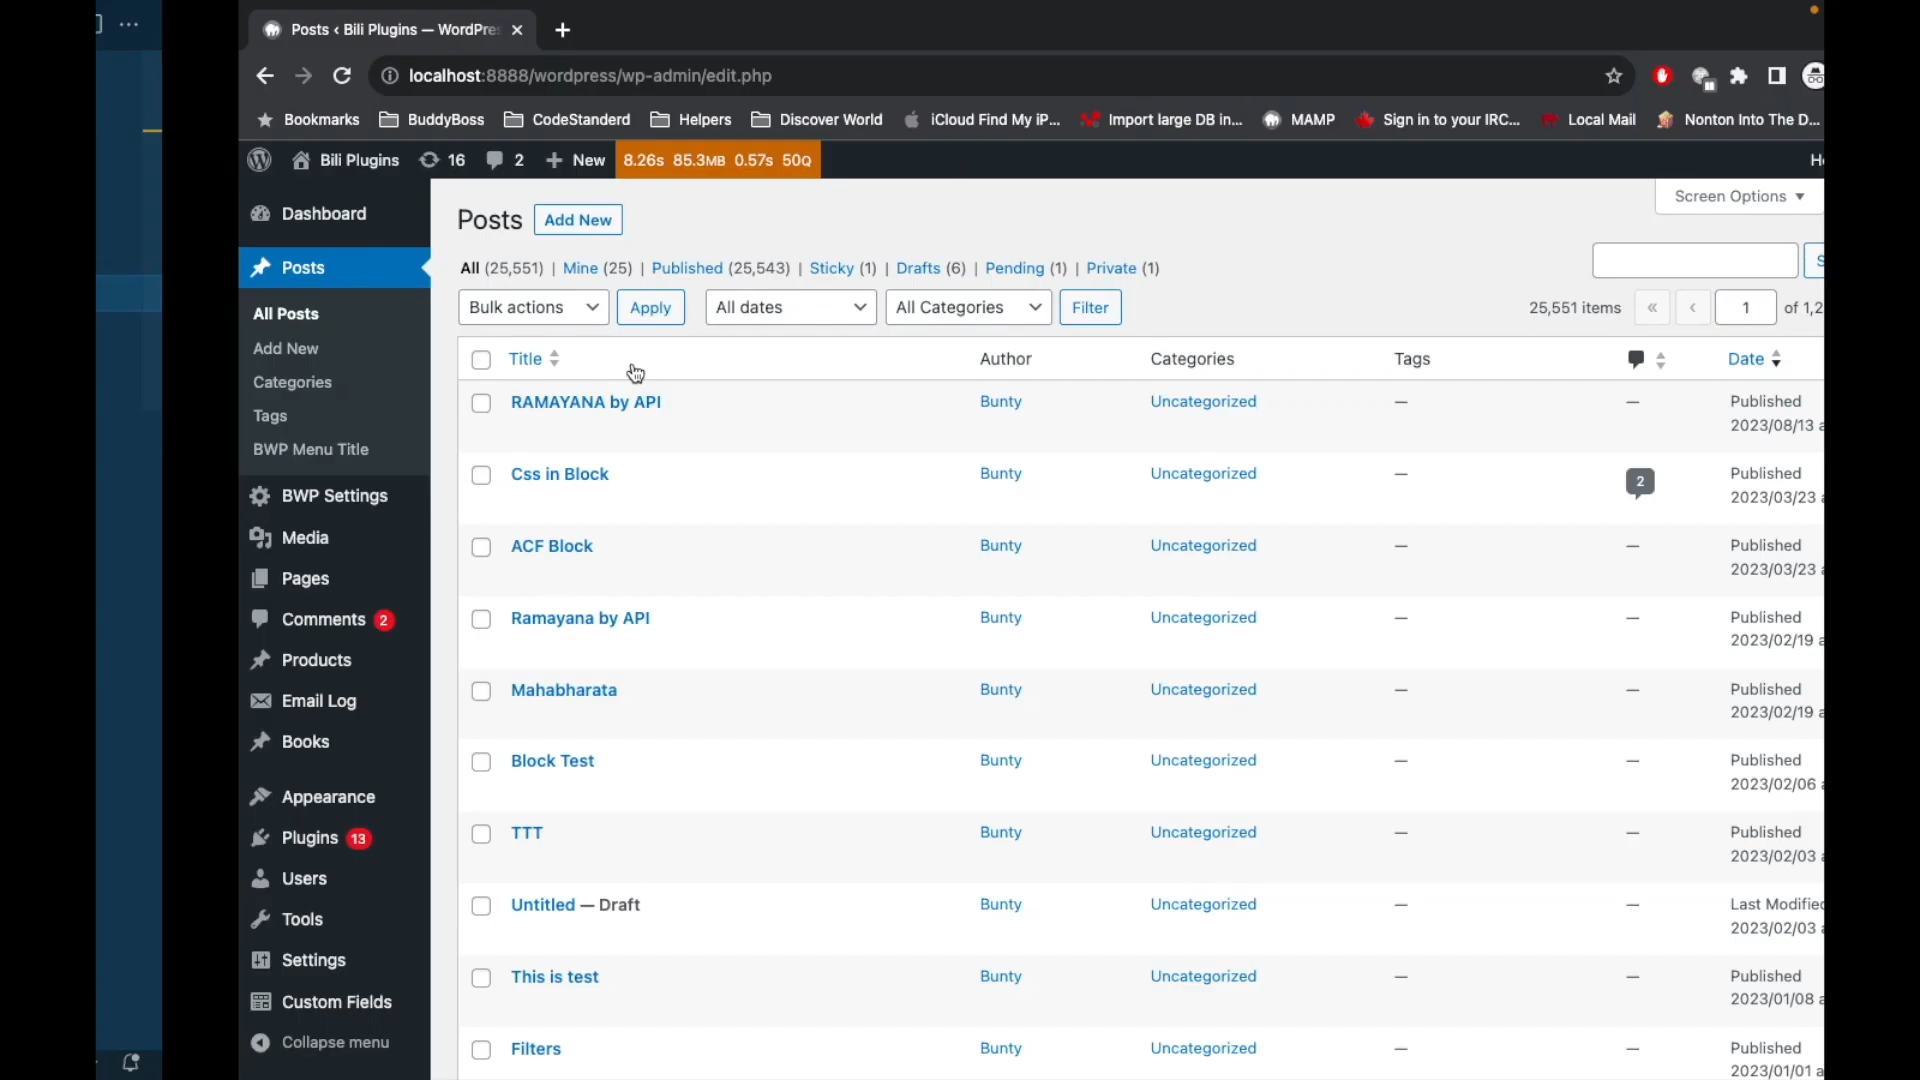 Posts ‹ Bili Plugins — WordPre
localhost:8888/wordpress/wp-admin/edit.php
Bookmarks BuddyBoss CodeStanderd Helpers Discover World iCloud Find My iP... Import large DB in... MAMP Sign in to your IRC... Local Mail Nonton Into The D...
Bili Plugins 16 2 + New 8.26s 85.3MB 0.57s 50Q
Dashboard
Posts
All Posts
Add New
Categories
Tags
BWP Menu Title
BWP Settings
Media
Pages
Comments 2
Products
Email Log
Books
Appearance
Plugins 13
Users
Tools
Settings
Custom Fields
Collapse menu
Screen Options
Posts Add New
All (25,551) | Mine (25) | Published (25,543) | Sticky (1) | Drafts (6) | Pending (1) | Private (1)
Bulk actions Apply All dates All Categories Filter 25,551 items « ‹ 1 of 1,2
Title Author Categories Tags Date
RAMAYANA by API Bunty Uncategorized — — Published
2023/08/13
Css in Block Bunty Uncategorized — 2 Published
2023/03/23
ACF Block Bunty Uncategorized — — Published
2023/03/23
Ramayana by API Bunty Uncategorized — — Published
2023/02/19
Mahabharata Bunty Uncategorized — — Published
2023/02/19
Block Test Bunty Uncategorized — — Published
2023/02/06
TTT Bunty Uncategorized — — Published
2023/02/03
Untitled — Draft Bunty Uncategorized — — Last Modified
2023/02/03
This is test Bunty Uncategorized — — Published
2023/01/08
Filters Bunty Uncategorized — — Published
2023/01/01